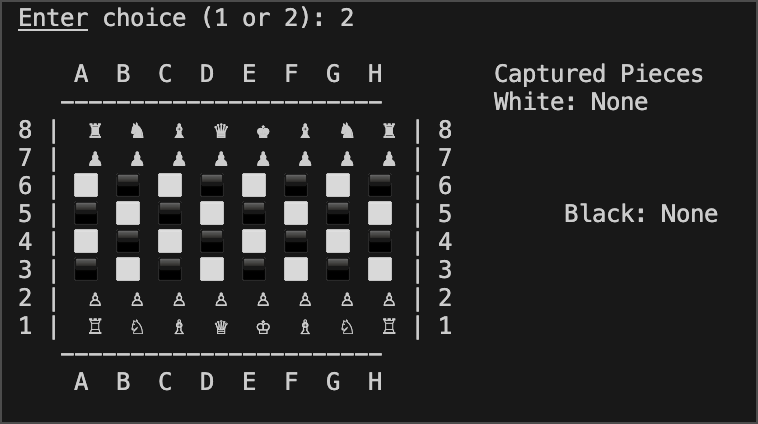 Enter choice (1 or 2): 2
A B C D E F G H Captured Pieces
White: None
8 | ♜ ♞ ♝ ♛ ♚ ♝ ♞ ♜ | 8
7 | ♟ ♟ ♟ ♟ ♟ ♟ ♟ ♟ | 7
6 | ⬜ ⬛ ⬜ ⬛ ⬜ ⬛ ⬜ ⬛ | 6
5 | ⬛ ⬜ ⬛ ⬜ ⬛ ⬜ ⬛ ⬜ | 5 Black: None
4 | ⬜ ⬛ ⬜ ⬛ ⬜ ⬛ ⬜ ⬛ | 4
3 | ⬛ ⬜ ⬛ ⬜ ⬛ ⬜ ⬛ ⬜ | 3
2 | ♙ ♙ ♙ ♙ ♙ ♙ ♙ ♙ | 2
1 | ♖ ♘ ♗ ♕ ♔ ♗ ♘ ♖ | 1
A B C D E F G H